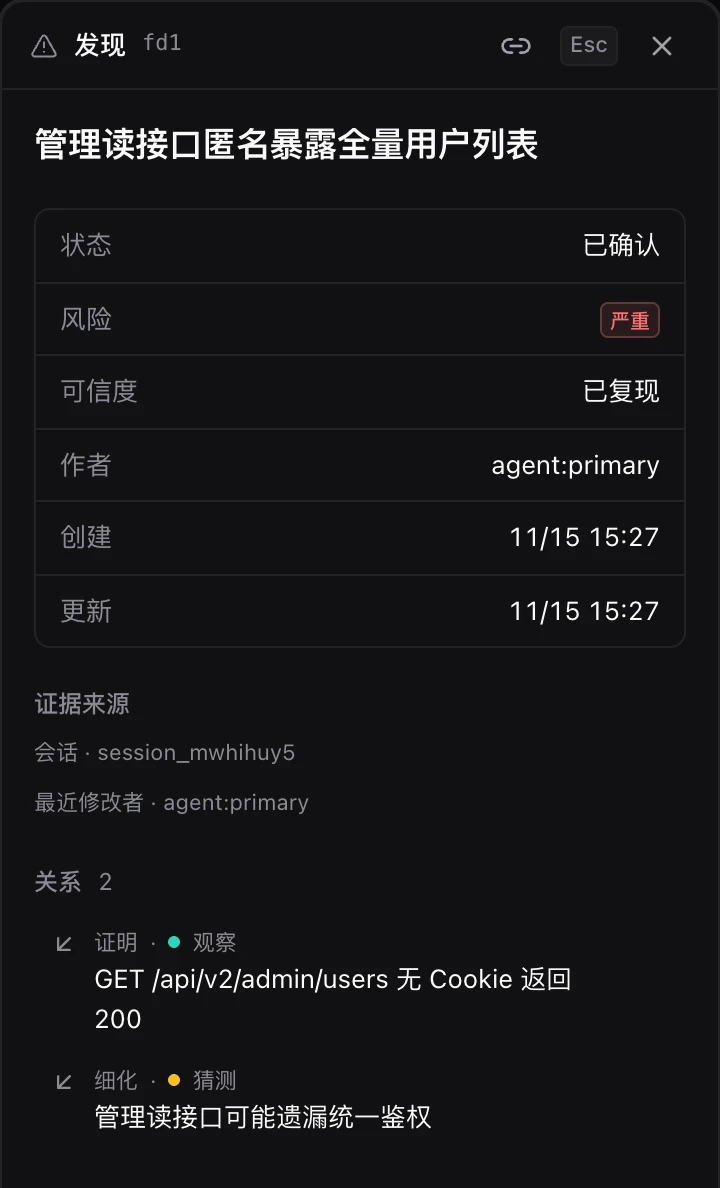 发现 fd1 Esc
管理读接口匿名暴露全量用户列表
状态 已确认
风险 严重
可信度 已复现
作者 agent:primary
创建 11/15 15:27
更新 11/15 15:27
证据来源
会话 · session_mwhihuy5
最近修改者 · agent:primary
关系 2
证明 · 观察
GET /api/v2/admin/users 无 Cookie 返回
200
细化 · 猜测
管理读接口可能遗漏统一鉴权